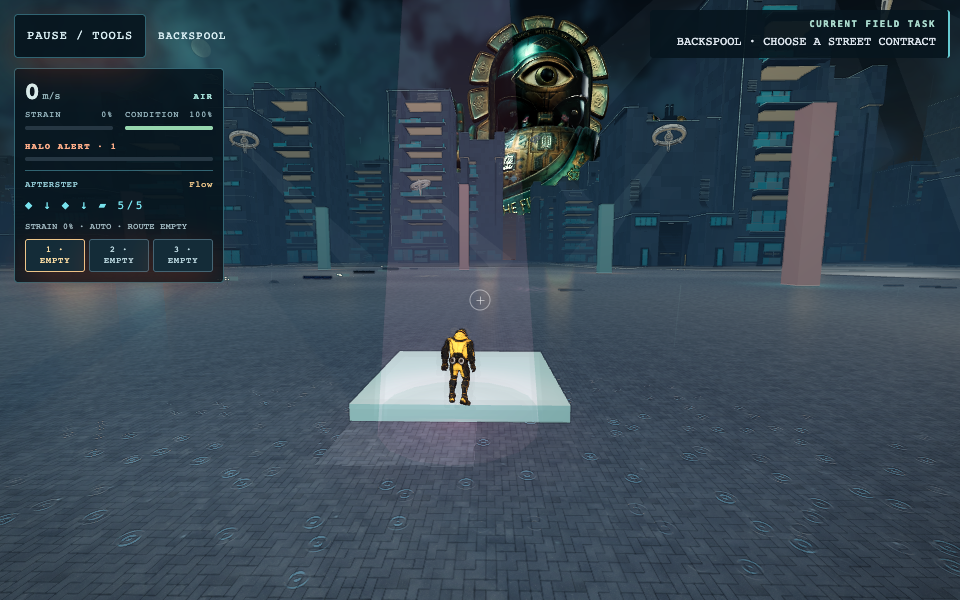 PAUSE / TOOLS
BACKSPOOL
CURRENT FIELD TASK
BACKSPOOL · CHOOSE A STREET CONTRACT
0 m/s
AIR
STRAIN 0%
CONDITION 100%
HALO ALERT · 1
AFTERSTEP
Flow
5/5
STRAIN 0% · AUTO · ROUTE EMPTY
1 · EMPTY
2 · EMPTY
3 · EMPTY